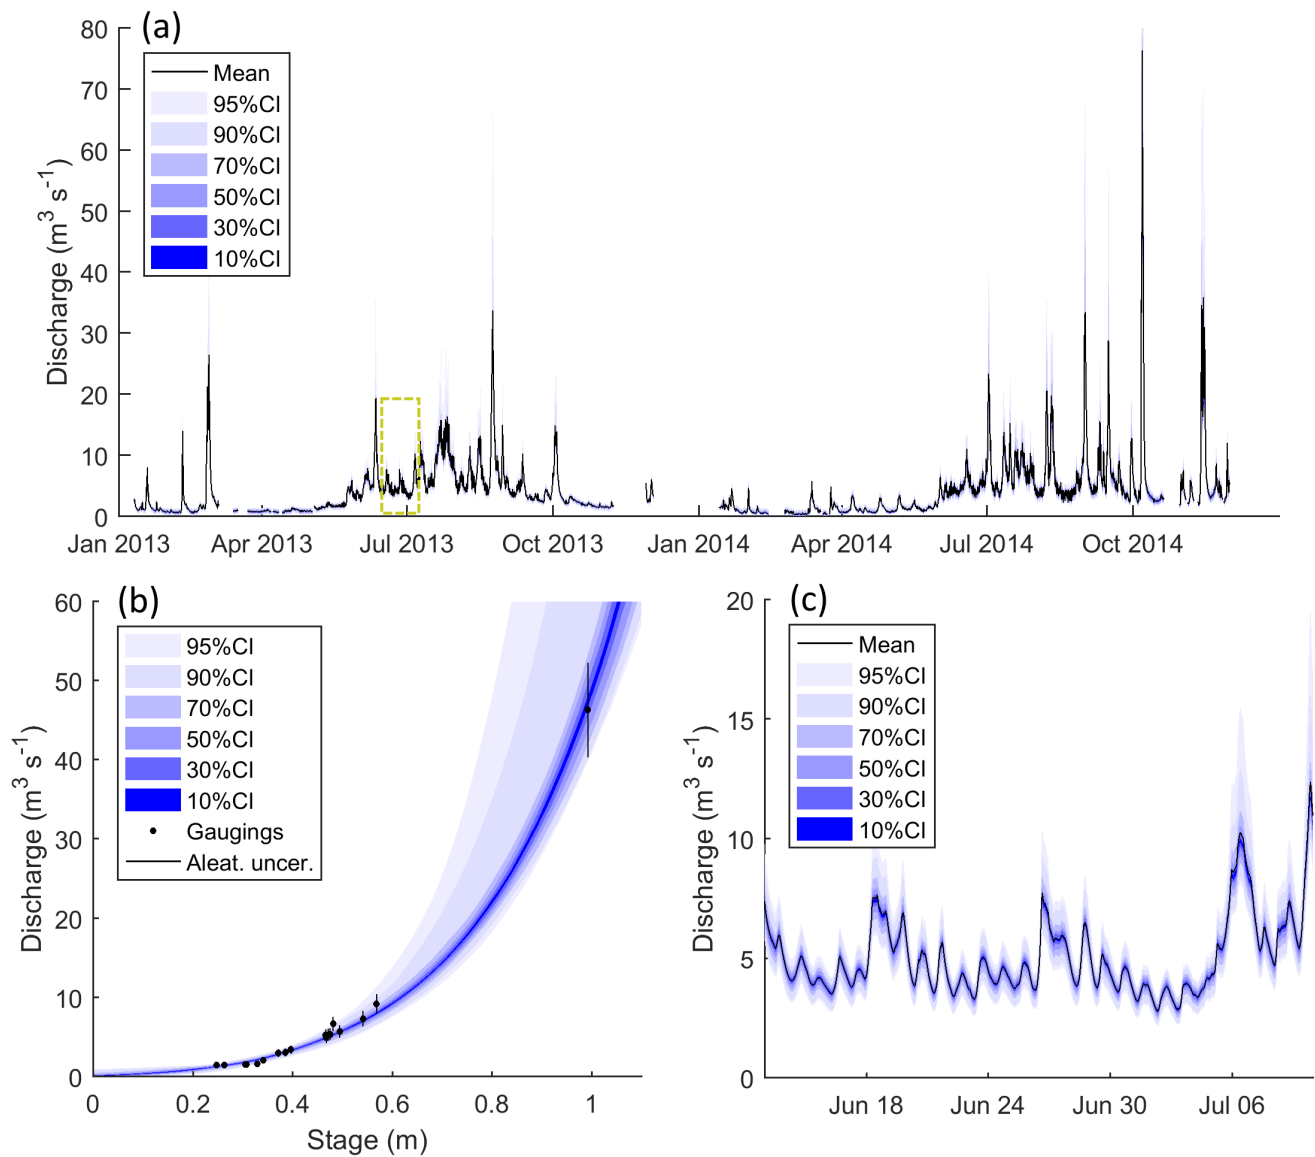 (a)
80
70
60
50
40
30
20
10
0
Discharge (m³ s⁻¹)
Mean
95%CI
90%CI
70%CI
50%CI
30%CI
10%CI
Jan 2013 Apr 2013 Jul 2013 Oct 2013 Jan 2014 Apr 2014 Jul 2014 Oct 2014
(b)
60
50
40
30
20
10
0
Discharge (m³ s⁻¹)
95%CI
90%CI
70%CI
50%CI
30%CI
10%CI
Gaugings
Aleat. uncer.
0 0.2 0.4 0.6 0.8 1
Stage (m)
(c)
20
15
10
5
0
Discharge (m³ s⁻¹)
Mean
95%CI
90%CI
70%CI
50%CI
30%CI
10%CI
Jun 18 Jun 24 Jun 30 Jul 06